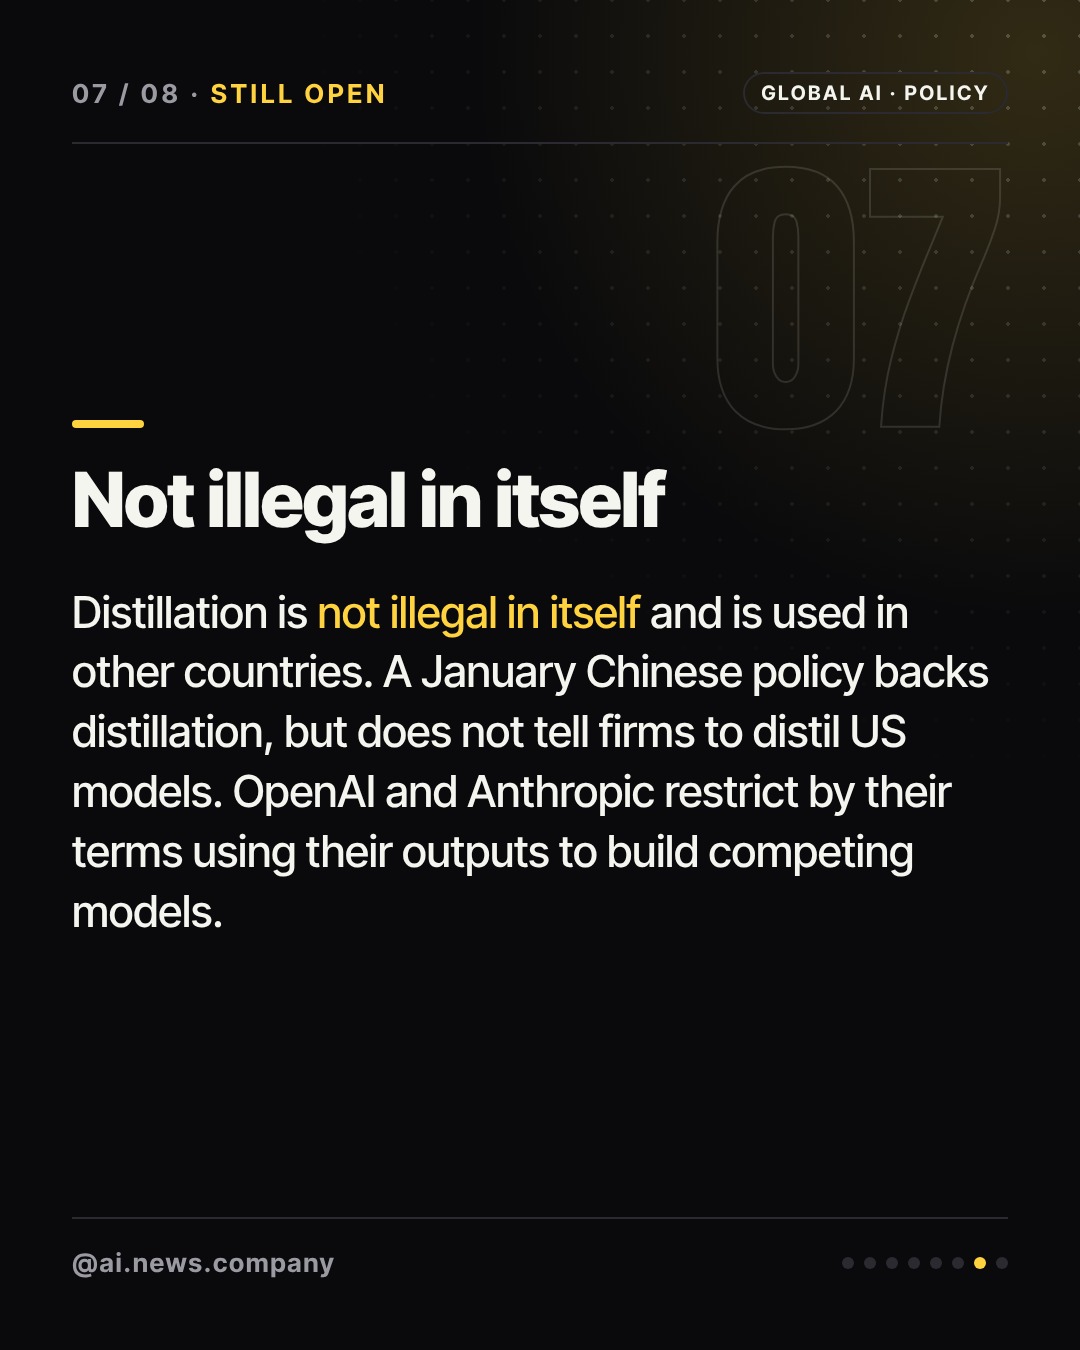 07 / 08 · STILL OPEN
GLOBAL AI · POLICY
07
Not illegal in itself
Distillation is not illegal in itself and is used in
other countries. A January Chinese policy backs
distillation, but does not tell firms to distil US
models. OpenAI and Anthropic restrict by their
terms using their outputs to build competing
models.
@ai.news.company